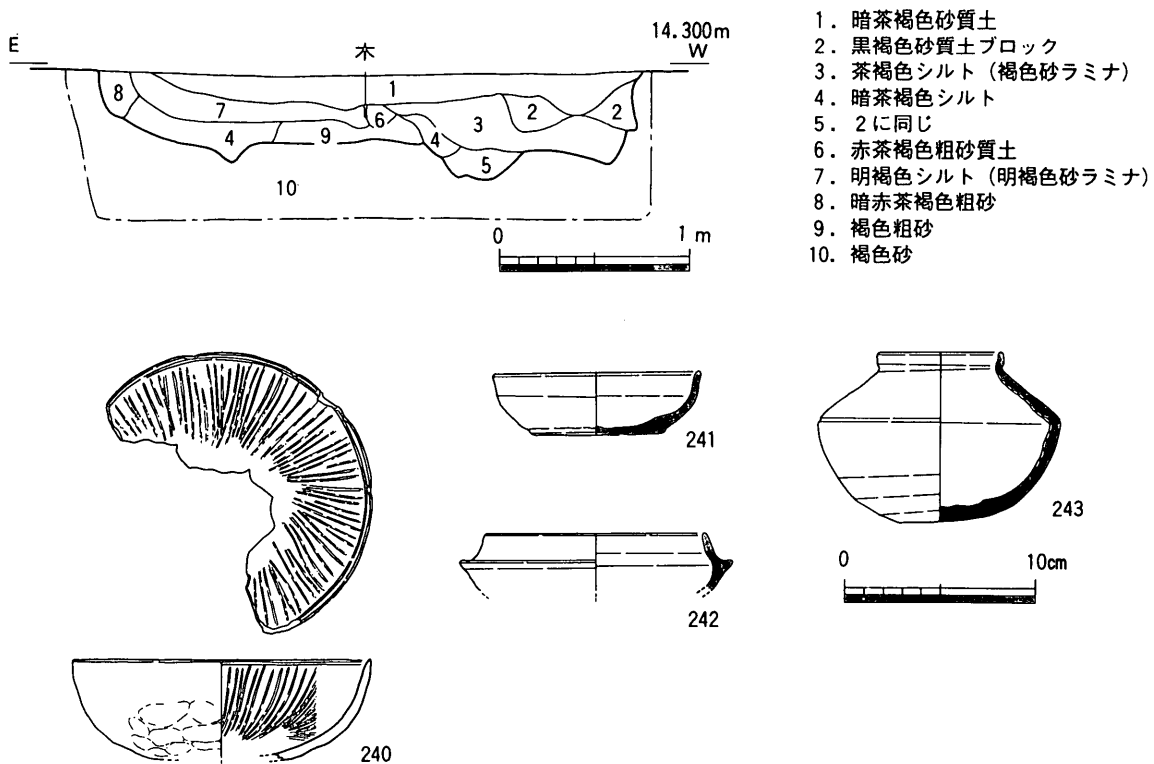 E
木
14.300m
W
8
7
4
9
6
1
4
3
5
2
2
10
0 1 m
1. 暗茶褐色砂質土
2. 黒褐色砂質土ブロック
3. 茶褐色シルト（褐色砂ラミナ）
4. 暗茶褐色シルト
5. 2に同じ
6. 赤茶褐色粗砂質土
7. 明褐色シルト（明褐色砂ラミナ）
8. 暗赤茶褐色粗砂
9. 褐色粗砂
10. 褐色砂
241
242
243
0 10cm
240